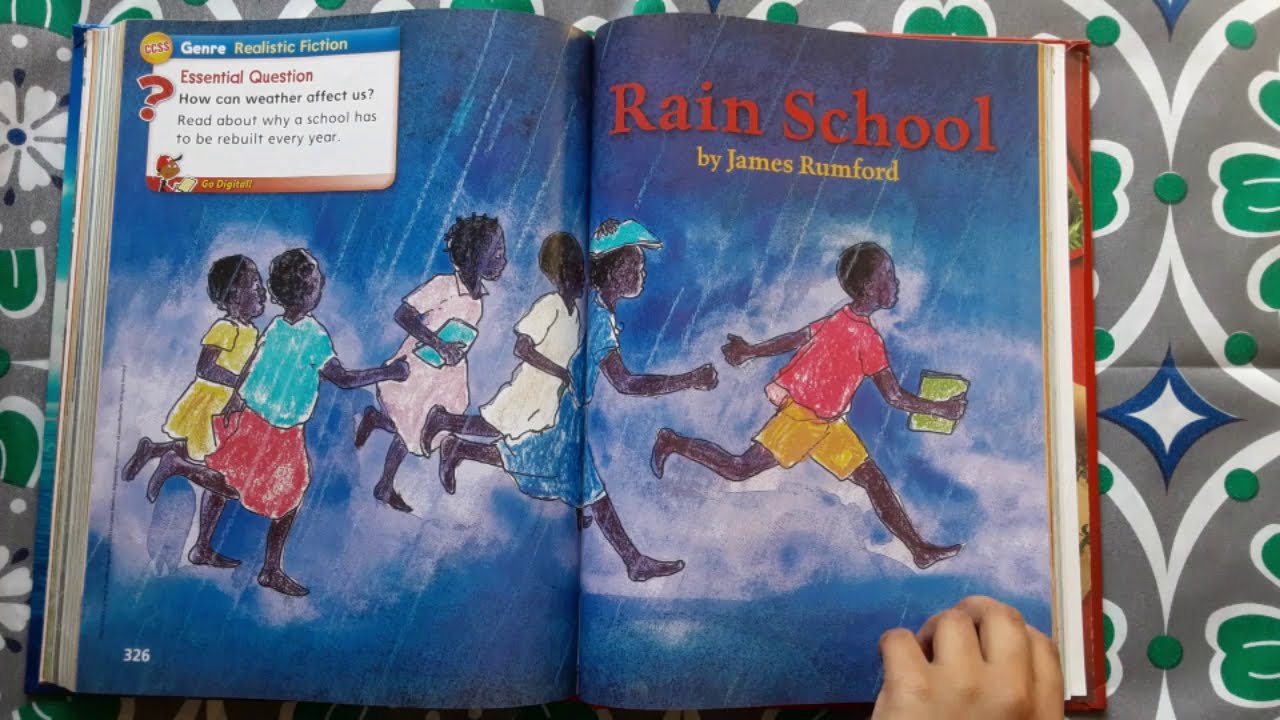 CCSS Genre Realistic Fiction
?
Essential Question
How can weather affect us?
Read about why a school has
to be rebuilt every year.
Go Digital!
Rain School
by James Rumford
326